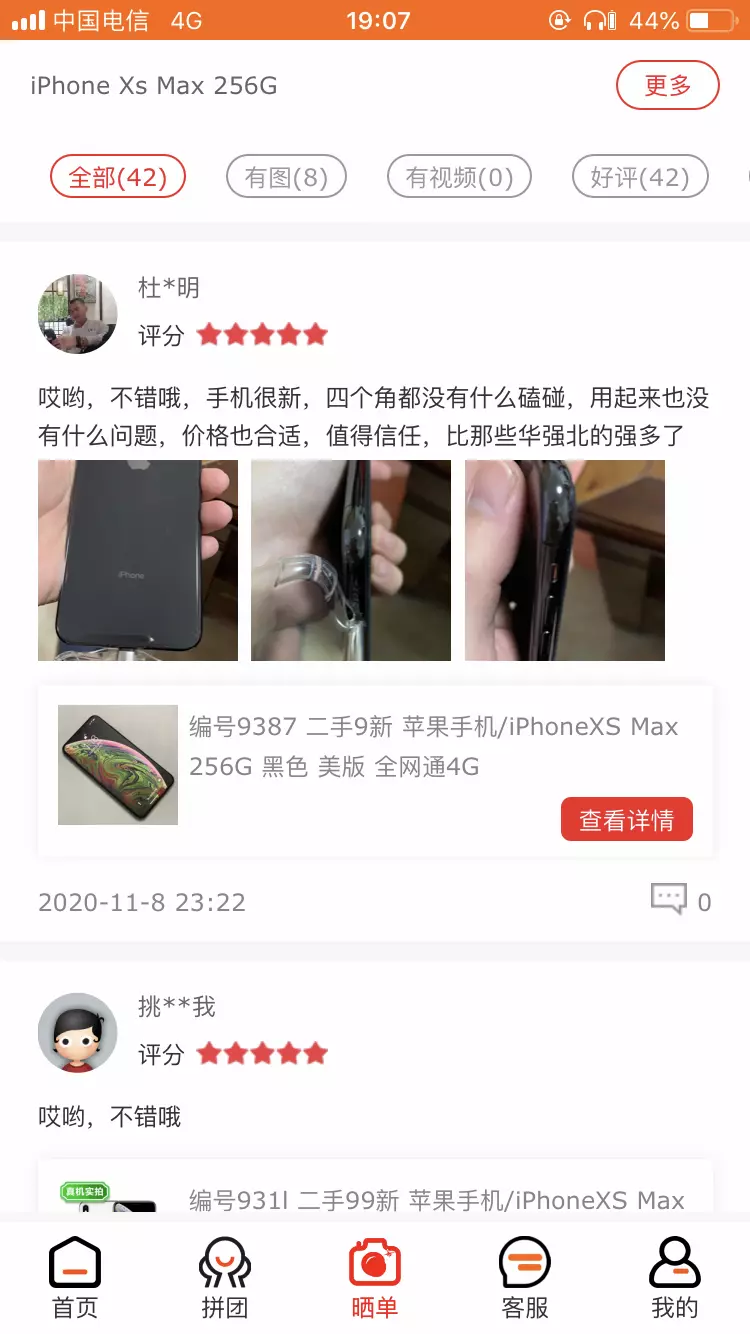 中国电信 4G 19:07 44%
iPhone Xs Max 256G 更多
全部(42) 有图(8) 有视频(0) 好评(42)
杜*明
评分
哎哟，不错哦，手机很新，四个角都没有什么磕碰，用起来也没
有什么问题，价格也合适，值得信任，比那些华强北的强多了
iPhone
编号9387 二手9新 苹果手机/iPhoneXS Max
256G 黑色 美版 全网通4G
查看详情
2020-11-8 23:22 0
挑**我
评分
哎哟，不错哦
真机实拍
编号931l 二手99新 苹果手机/iPhoneXS Max
首页 拼团 晒单 客服 我的